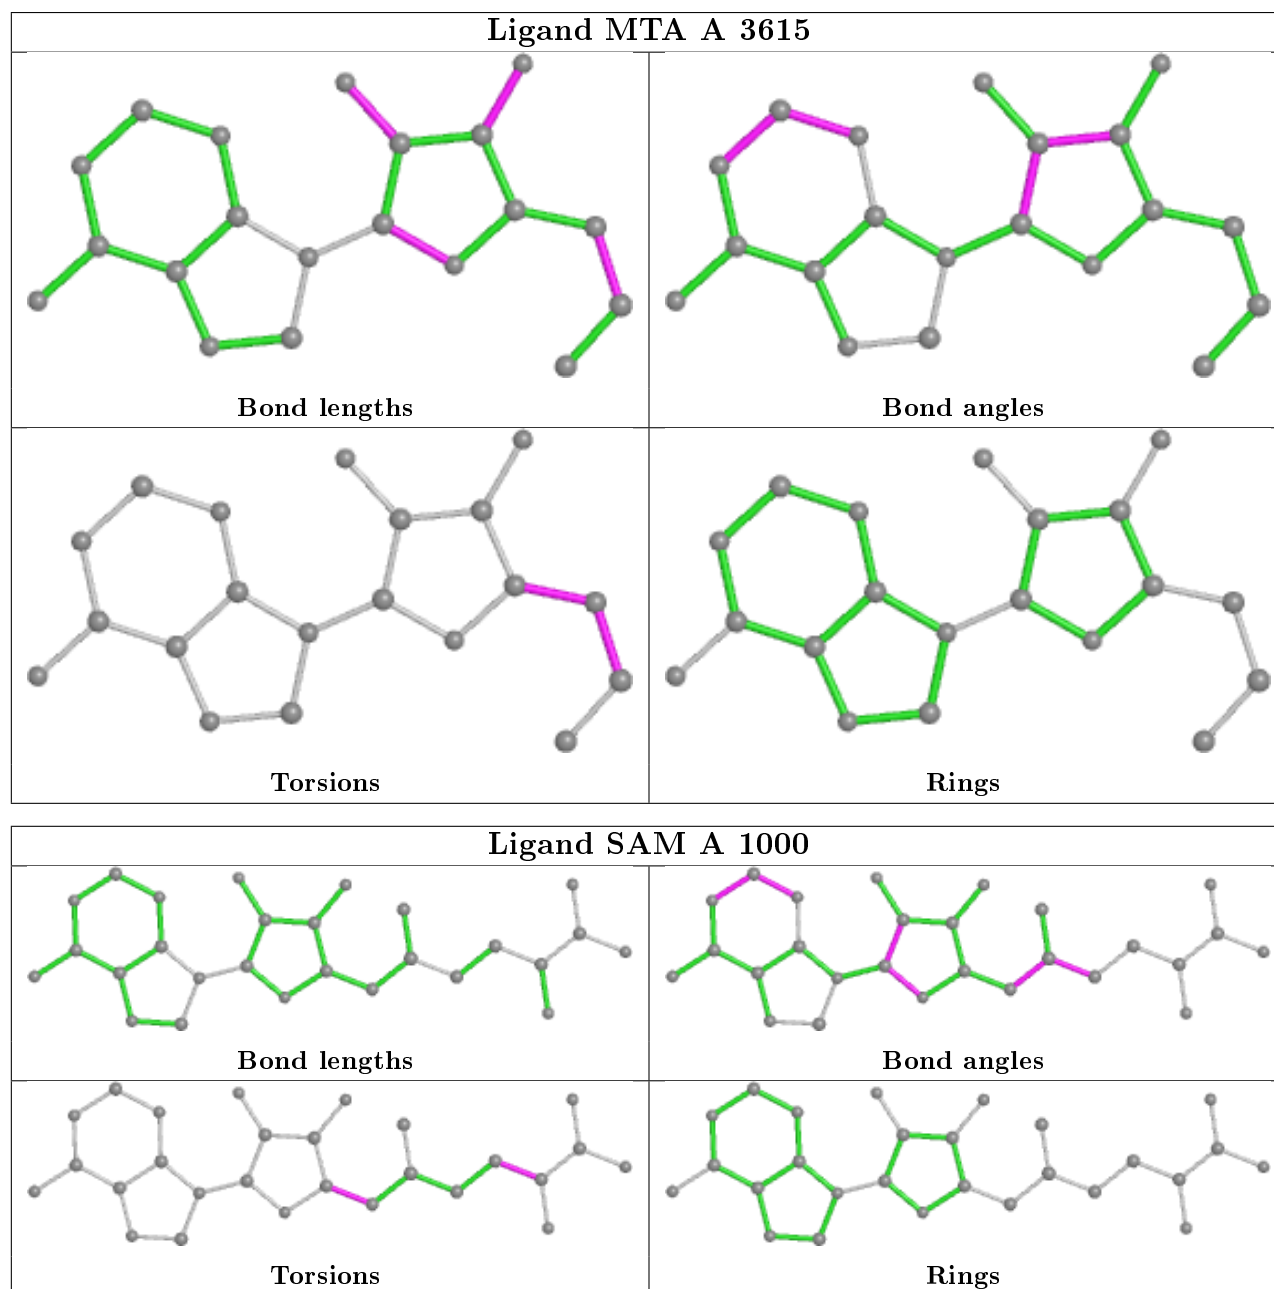 Ligand MTA A 3615
Bond lengths
Bond angles
Torsions
Rings
Ligand SAM A 1000
Bond lengths
Bond angles
Torsions
Rings